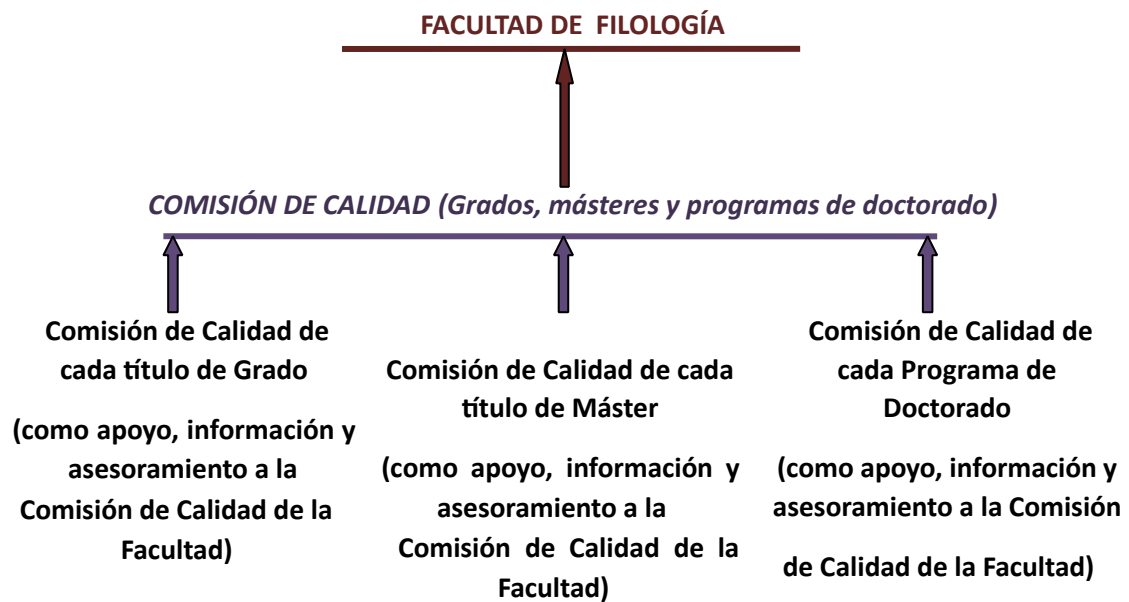 FACULTAD DE FILOLOGÍA
COMISIÓN DE CALIDAD (Grados, másteres y programas de doctorado)
Comisión de Calidad de
cada título de Grado
(como apoyo, información y
asesoramiento a la
Comisión de Calidad de la
Facultad)
Comisión de Calidad de cada
título de Máster
(como apoyo, información y
asesoramiento a la
Comisión de Calidad de la
Facultad)
Comisión de Calidad de
cada Programa de
Doctorado
(como apoyo, información y
asesoramiento a la Comisión
de Calidad de la Facultad)